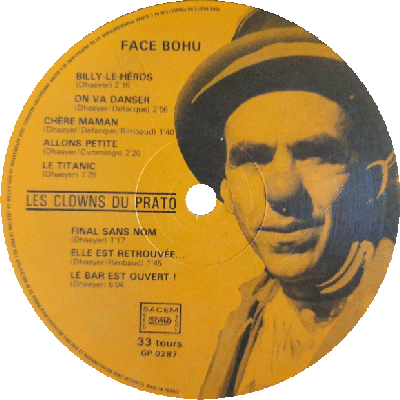 FACE BOHU
BILLY-LE-HÉROS
(Dhaeyer) 2'16
ON VA DANSER
(Dhaeyer/Defacque) 2'56
CHÈRE MAMAN
(Dhaeyer/Defacque/Rimbaud) 1'40
ALLONS PETITE
(Dhaeyer/Cummings) 2'20
LE TITANIC
(Dhaeyer) 1'29
LES CLOWNS DU PRATO
FINAL SANS NOM
(Dhaeyer) 1'17
ELLE EST RETROUVÉE...
(Dhaeyer/Rimbaud) 1'45
LE BAR EST OUVERT !
(Dhaeyer) 6'04
SACEM
33 tours
GP 0287